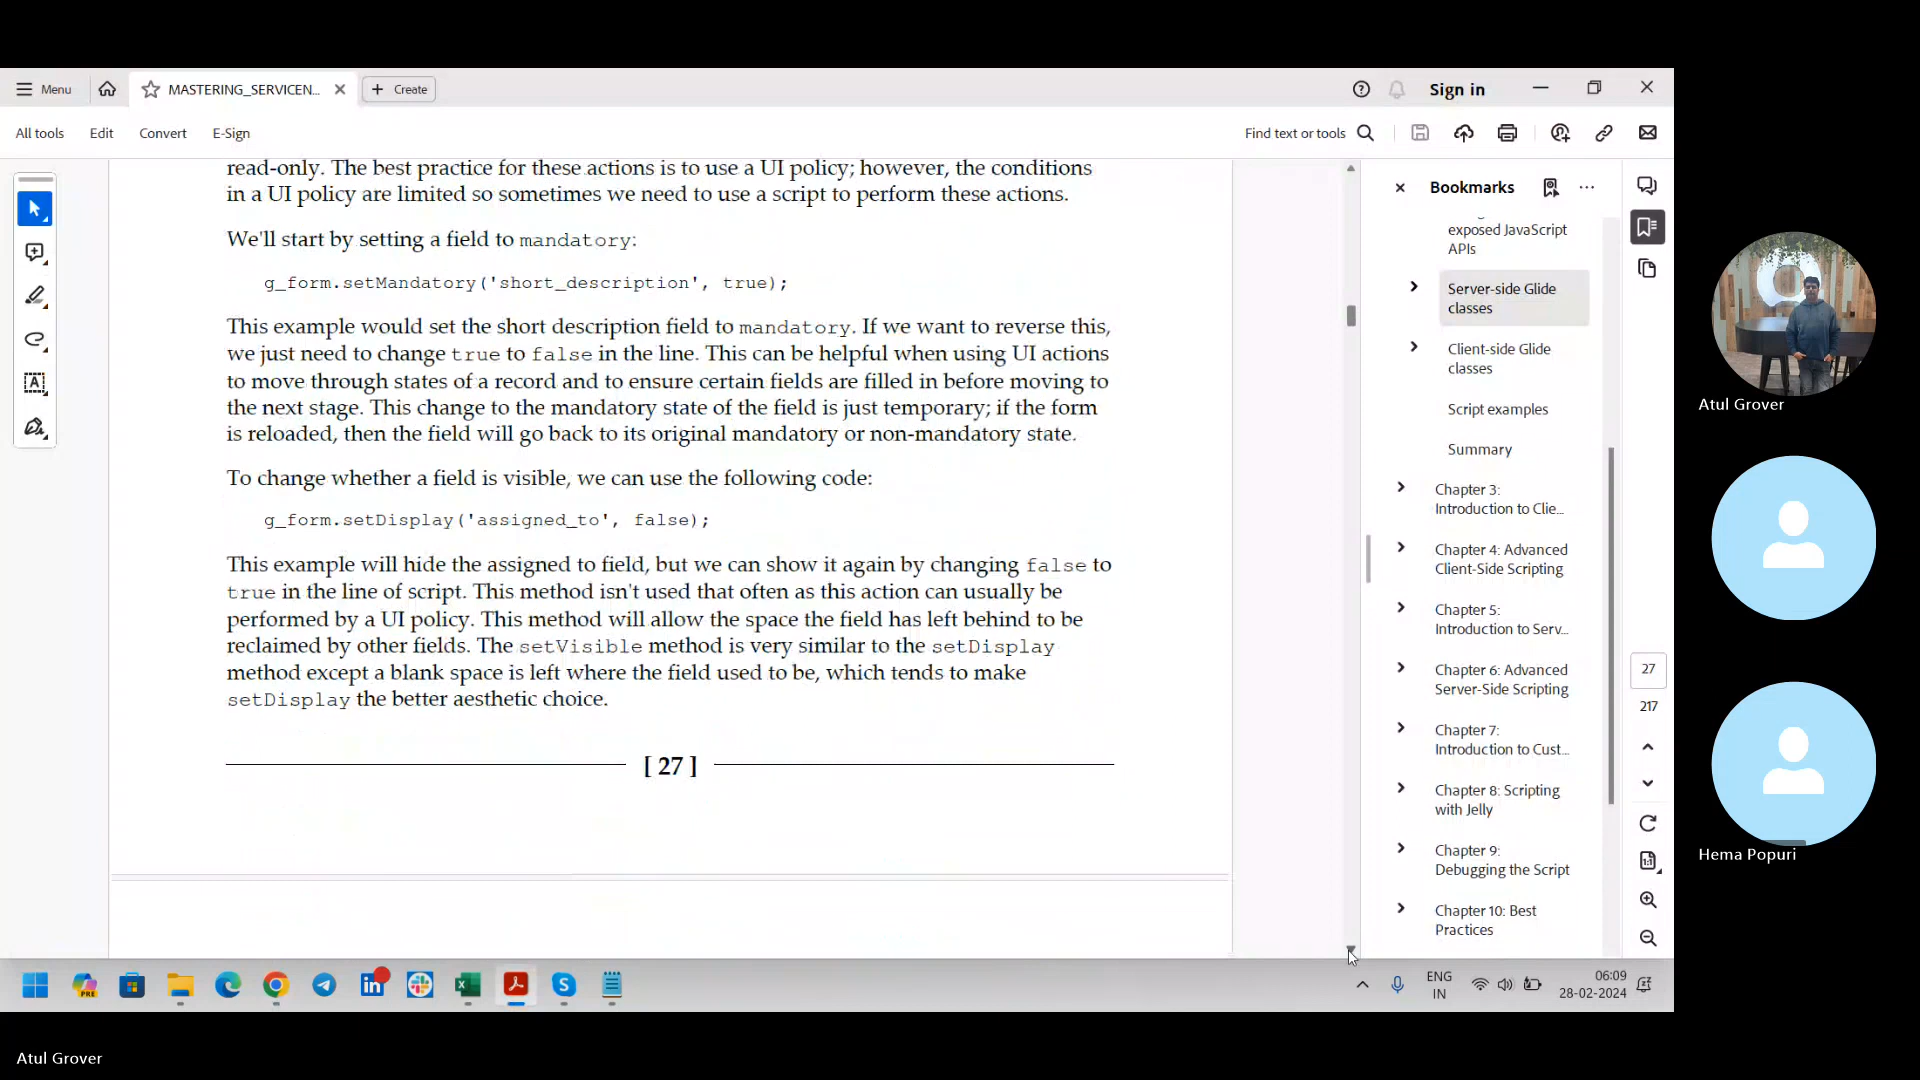 Menu
MASTERING_SERVICEN...
Create
Sign in
All tools
Edit
Convert
E-Sign
Find text or tools
read-only. The best practice for these actions is to use a UI policy; however, the conditions
in a UI policy are limited so sometimes we need to use a script to perform these actions.
We'll start by setting a field to mandatory:
g_form.setMandatory('short_description', true);
This example would set the short description field to mandatory. If we want to reverse this,
we just need to change true to false in the line. This can be helpful when using UI actions
to move through states of a record and to ensure certain fields are filled in before moving to
the next stage. This change to the mandatory state of the field is just temporary; if the form
is reloaded, then the field will go back to its original mandatory or non-mandatory state.
To change whether a field is visible, we can use the following code:
g_form.setDisplay('assigned_to', false);
This example will hide the assigned to field, but we can show it again by changing false to
true in the line of script. This method isn't used that often as this action can usually be
performed by a UI policy. This method will allow the space the field has left behind to be
reclaimed by other fields. The setVisible method is very similar to the setDisplay
method except a blank space is left where the field used to be, which tends to make
setDisplay the better aesthetic choice.
[ 27 ]
Bookmarks
exposed JavaScript
APIs
Server-side Glide
classes
Client-side Glide
classes
Script examples
Summary
Chapter 3:
Introduction to Clie...
Chapter 4: Advanced
Client-Side Scripting
Chapter 5:
Introduction to Serv...
Chapter 6: Advanced
Server-Side Scripting
Chapter 7:
Introduction to Cust...
Chapter 8: Scripting
with Jelly
Chapter 9:
Debugging the Script
Chapter 10: Best
Practices
27
217
1:1
PRE
ENG
IN
06:09
28-02-2024
Atul Grover
Hema Popuri
Atul Grover